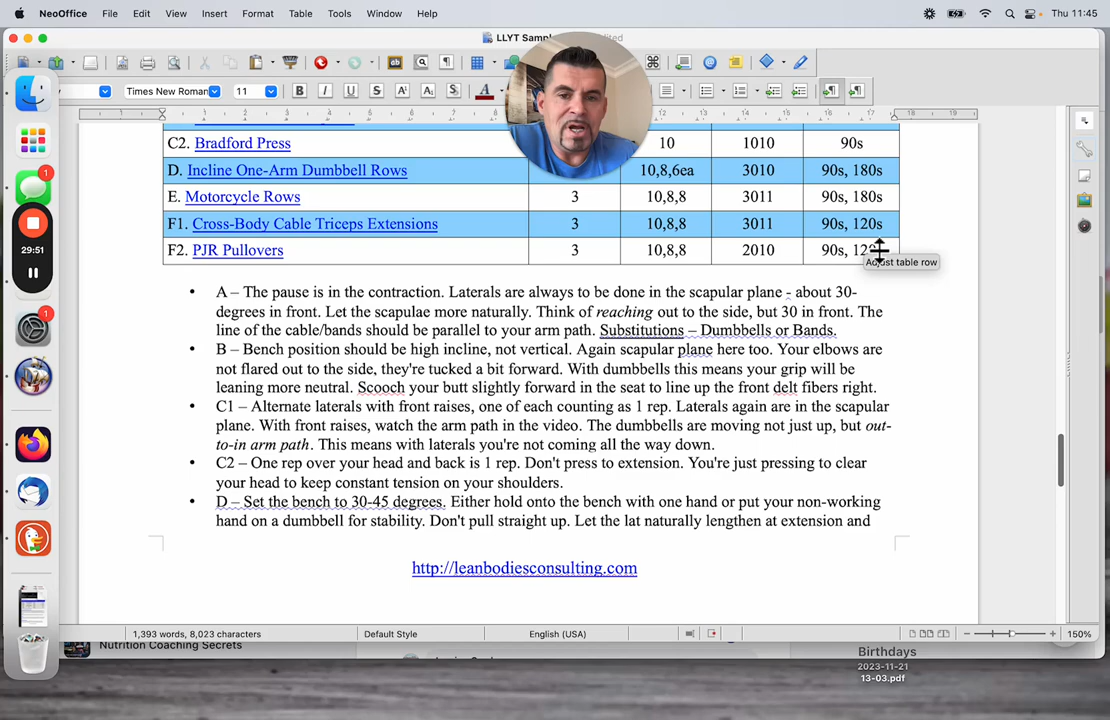 NeoOffice File Edit View Insert Format Table Tools Window Help Thu 11:45
LLYT Samp
Times New Roman 11 B I U S
12 13 14 15 16 17 18 19
C2. Bradford Press 10 1010 90s
D. Incline One-Arm Dumbbell Rows 10,8,6ea 3010 90s, 180s
E. Motorcycle Rows 3 10,8,8 3011 90s, 180s
F1. Cross-Body Cable Triceps Extensions 3 10,8,8 3011 90s, 120s
F2. PJR Pullovers 3 10,8,8 2010 90s, 12
Adjust table row
29:51
• A – The pause is in the contraction. Laterals are always to be done in the scapular plane - about 30-
degrees in front. Let the scapulae more naturally. Think of reaching out to the side, but 30 in front. The
line of the cable/bands should be parallel to your arm path. Substitutions – Dumbbells or Bands.
• B – Bench position should be high incline, not vertical. Again scapular plane here too. Your elbows are
not flared out to the side, they're tucked a bit forward. With dumbbells this means your grip will be
leaning more neutral. Scooch your butt slightly forward in the seat to line up the front delt fibers right.
• C1 – Alternate laterals with front raises, one of each counting as 1 rep. Laterals again are in the scapular
plane. With front raises, watch the arm path in the video. The dumbbells are moving not just up, but out-
to-in arm path. This means with laterals you're not coming all the way down.
• C2 – One rep over your head and back is 1 rep. Don't press to extension. You're just pressing to clear
your head to keep constant tension on your shoulders.
• D – Set the bench to 30-45 degrees. Either hold onto the bench with one hand or put your non-working
hand on a dumbbell for stability. Don't pull straight up. Let the lat naturally lengthen at extension and
http://leanbodiesconsulting.com
1,393 words, 8,023 characters Default Style English (USA) 150%
Nutrition Coaching Secrets
Birthdays
2023-11-21
13-03.pdf